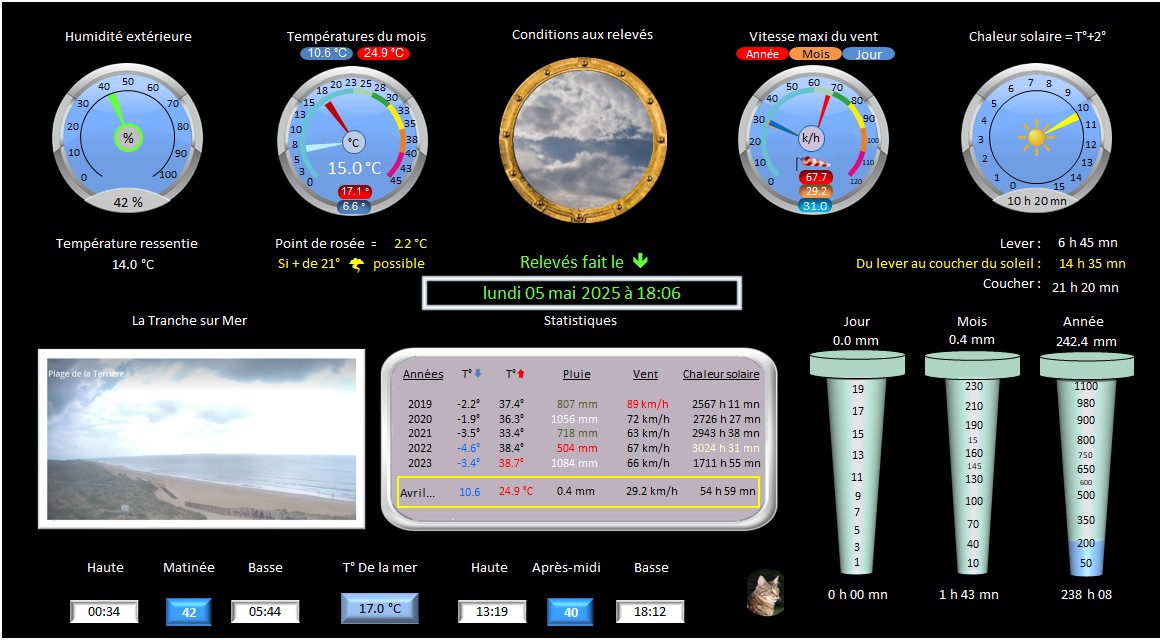 Humidité extérieure
Températures du mois
10.6 °C 24.9 °C
Conditions aux relevés
Vitesse maxi du vent
Année Mois Jour
Chaleur solaire = T°+2°
0 10 20 30 40 50 60 70 80 90 100
%
42 %
0 3 5 8 10 13 15 18 20 23 25 28 30 33 35 38 40 43 45
°C
15.0 °C
17.1 °
6.6 °
0 10 20 30 40 50 60 70 80 90 100 110 120
k/h
67.7
29.2
31.0
0 1 2 3 4 5 6 7 8 9 10 11 12 13 14 15
10 h 20 mn
Température ressentie
14.0 °C
Point de rosée = 2.2 °C
Si + de 21° possible
Relevés fait le
lundi 05 mai 2025 à 18:06
Lever : 6 h 45 mn
Du lever au coucher du soleil : 14 h 35 mn
Coucher : 21 h 20 mn
La Tranche sur Mer
Plage de la Terrière
Statistiques
Années T° T° Pluie Vent Chaleur solaire
2019 -2.2° 37.4° 807 mm 89 km/h 2567 h 11 mn
2020 -1.9° 36.3° 1056 mm 72 km/h 2726 h 27 mn
2021 -3.5° 33.4° 718 mm 63 km/h 2943 h 38 mn
2022 -4.6° 38.4° 504 mm 67 km/h 3024 h 31 mn
2023 -3.4° 38.7° 1084 mm 66 km/h 1711 h 55 mn
Avril... 10.6 24.9 °C 0.4 mm 29.2 km/h 54 h 59 mn
Jour
0.0 mm
19
17
15
13
11
9
7
5
3
1
0 h 00 mn
Mois
0.4 mm
230
210
190
15
160
145
130
100
70
40
10
1 h 43 mn
Année
242.4 mm
1100
980
900
800
750
650
600
500
350
200
50
238 h 08
Haute Matinée Basse T° De la mer Haute Après-midi Basse
00:34 42 05:44 17.0 °C 13:19 40 18:12